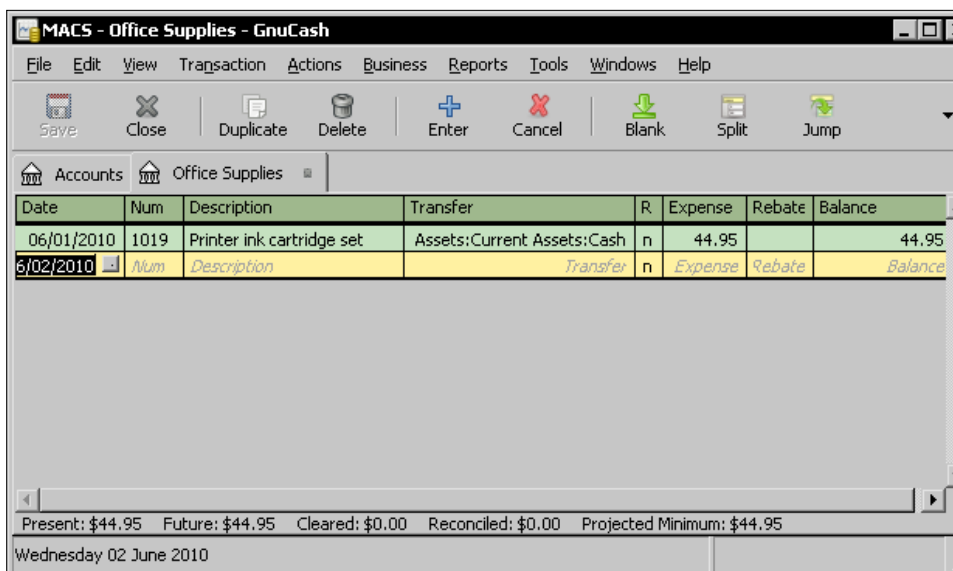 MACS - Office Supplies - GnuCash
File Edit View Transaction Actions Business Reports Tools Windows Help
Save Close Duplicate Delete Enter Cancel Blank Split Jump
Accounts Office Supplies
Date Num Description Transfer R Expense Rebate Balance
06/01/2010 1019 Printer ink cartridge set Assets:Current Assets:Cash n 44.95 44.95
6/02/2010 Num Description Transfer n Expense Rebate Balance
Present: $44.95 Future: $44.95 Cleared: $0.00 Reconciled: $0.00 Projected Minimum: $44.95
Wednesday 02 June 2010